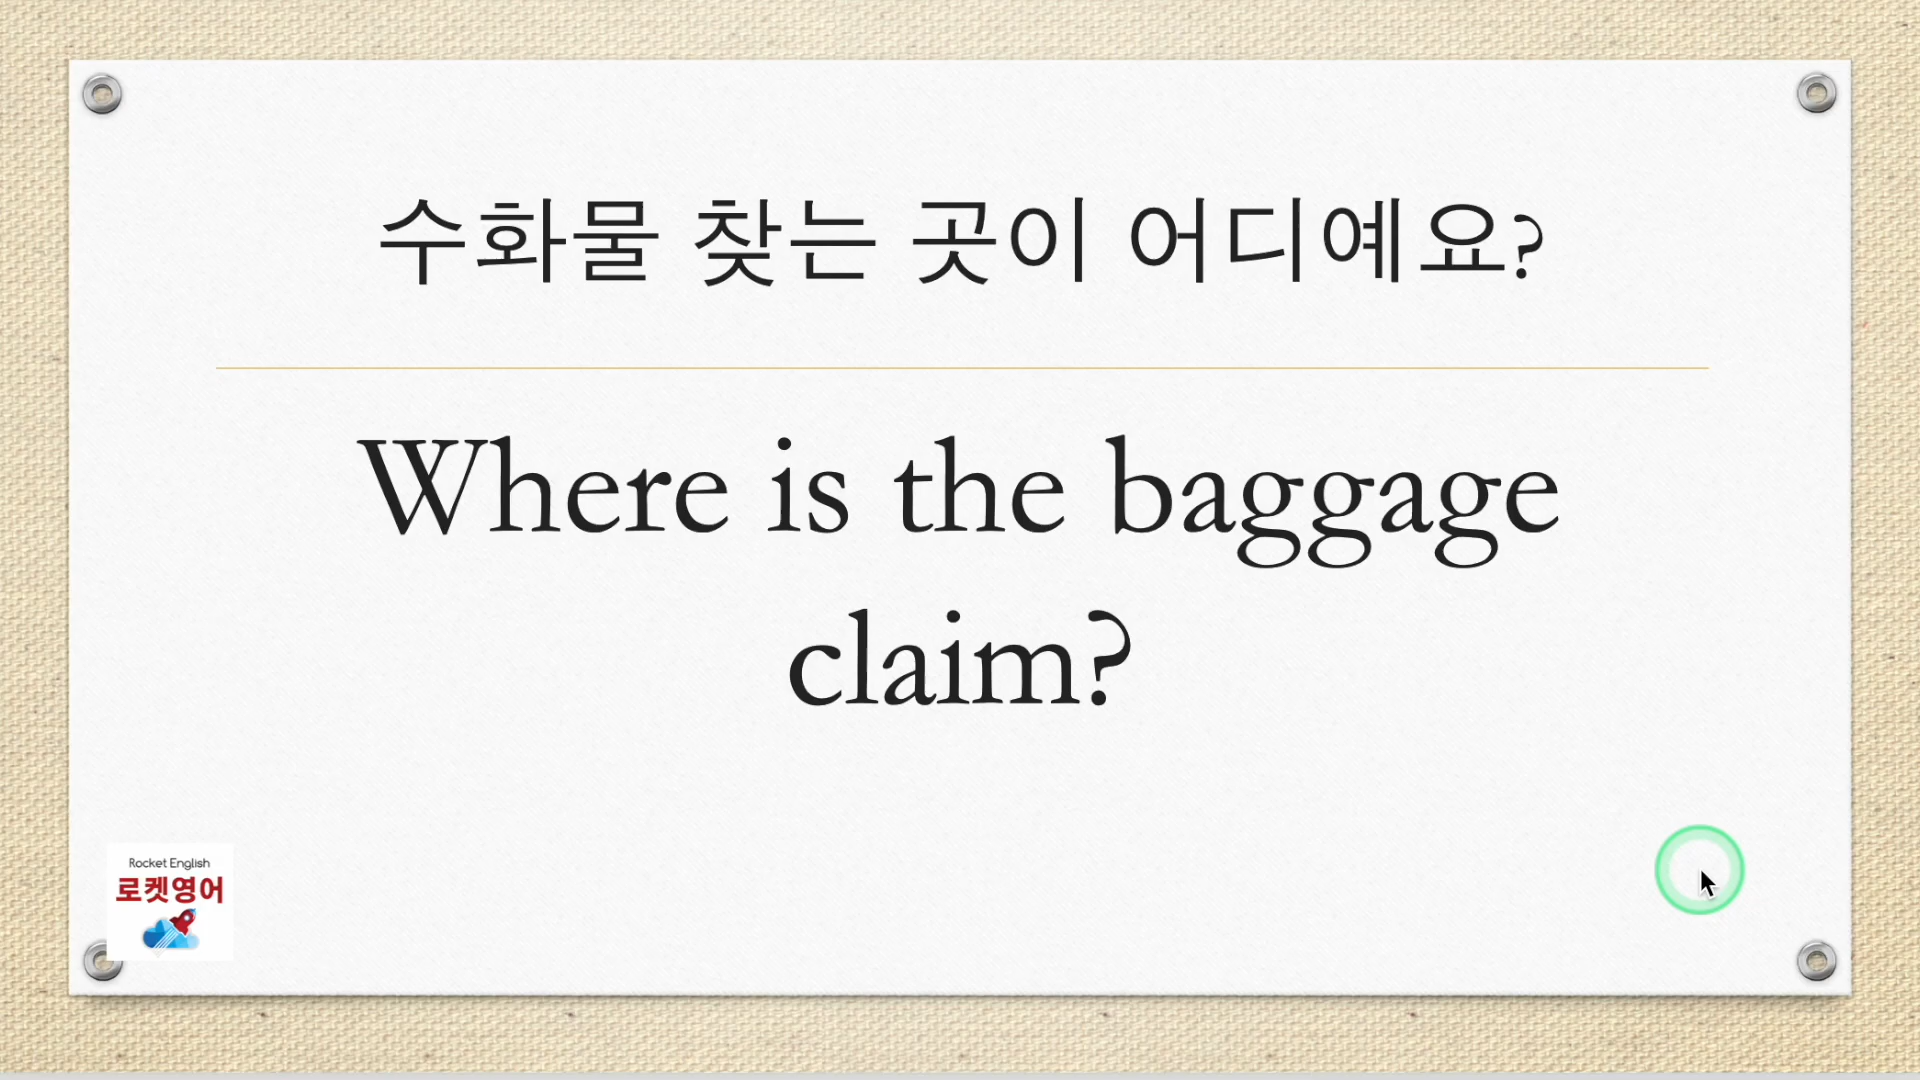 수화물 찾는 곳이 어디예요?
Where is the baggage
claim?
Rocket English
로켓영어